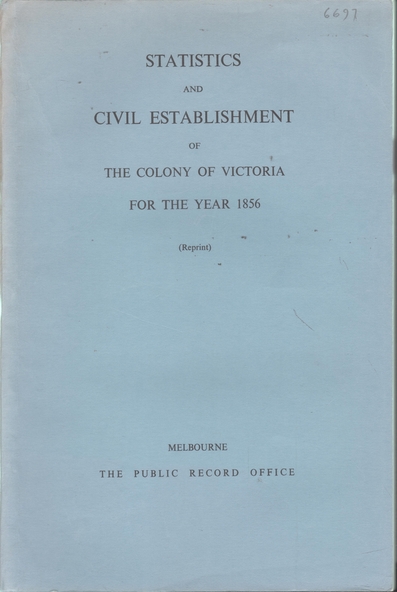 6697
STATISTICS
AND
CIVIL ESTABLISHMENT
OF
THE COLONY OF VICTORIA
FOR THE YEAR 1856
(Reprint)
MELBOURNE
THE PUBLIC RECORD OFFICE